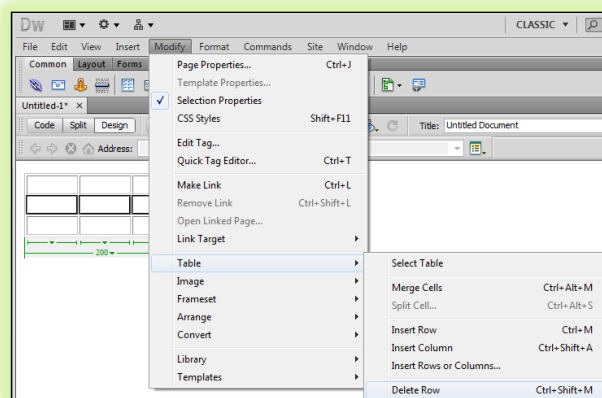 Dw CLASSIC
File Edit View Insert Modify Format Commands Site Window Help
Common Layout Forms
Untitled-1* ×
Code Split Design Title: Untitled Document
Address:
200
Page Properties... Ctrl+J
Template Properties...
Selection Properties
CSS Styles Shift+F11
Edit Tag...
Quick Tag Editor... Ctrl+T
Make Link Ctrl+L
Remove Link Ctrl+Shift+L
Open Linked Page...
Link Target
Table
Image
Frameset
Arrange
Convert
Library
Templates
Select Table
Merge Cells Ctrl+Alt+M
Split Cell... Ctrl+Alt+S
Insert Row Ctrl+M
Insert Column Ctrl+Shift+A
Insert Rows or Columns...
Delete Row Ctrl+Shift+M